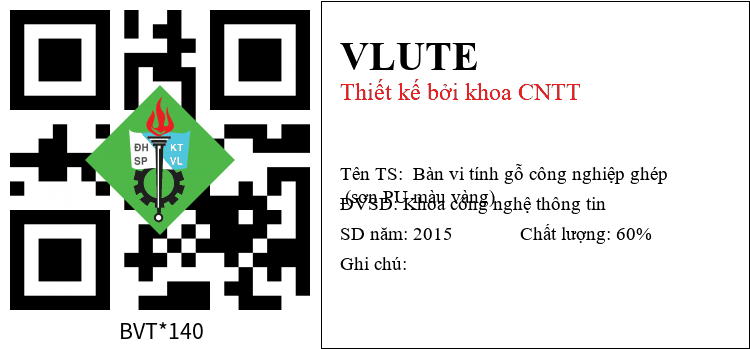 ĐH KT
SP VL
BVT*140
VLUTE
Thiết kế bởi khoa CNTT
Tên TS: Bàn vi tính gỗ công nghiệp ghép
(sơn PU màu vàng)
ĐVSD: Khoa công nghệ thông tin
SD năm: 2015 Chất lượng: 60%
Ghi chú: